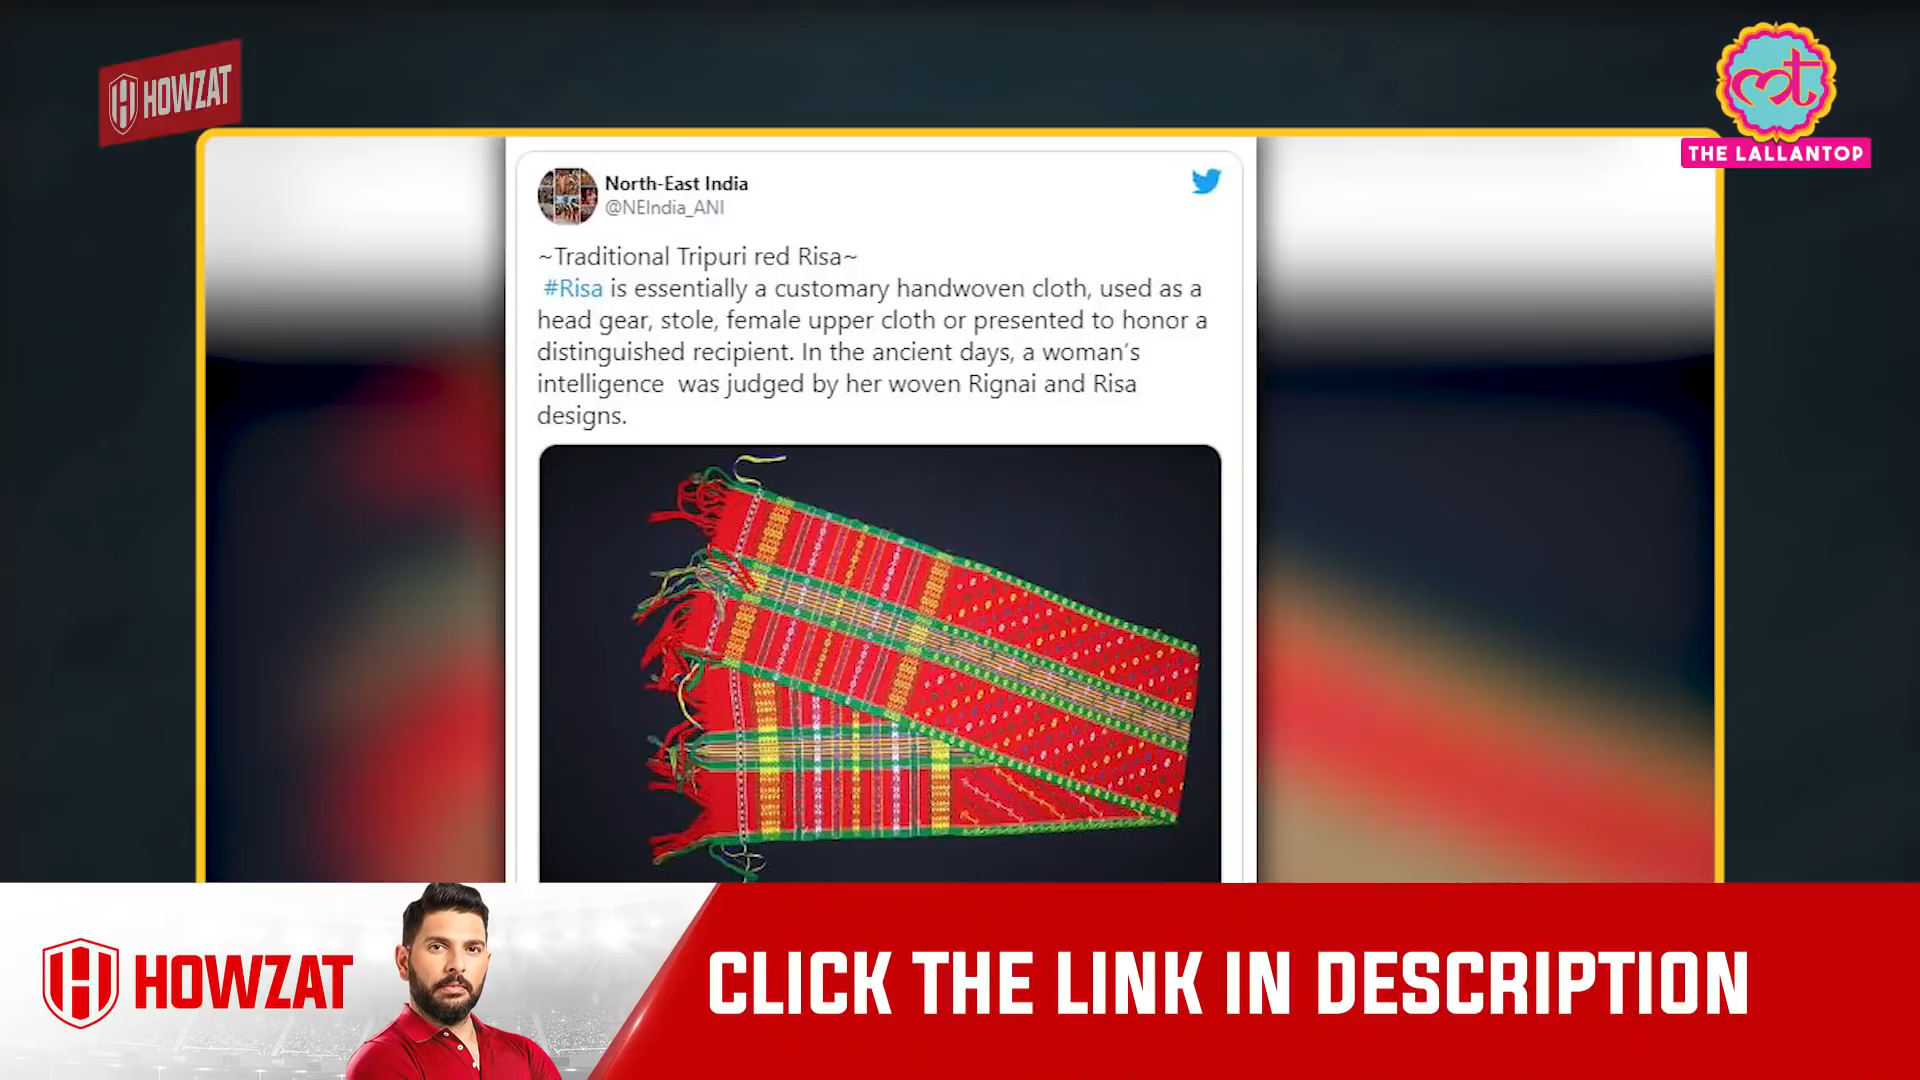 HOWZAT
THE LALLANTOP
North-East India
@NEIndia_ANI
~Traditional Tripuri red Risa~
#Risa is essentially a customary handwoven cloth, used as a
head gear, stole, female upper cloth or presented to honor a
distinguished recipient. In the ancient days, a woman's
intelligence was judged by her woven Rignai and Risa
designs.
HOWZAT
CLICK THE LINK IN DESCRIPTION